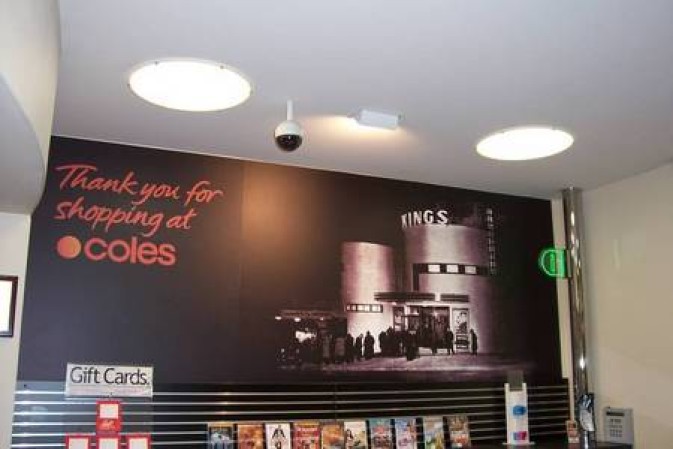 Thank you for
shopping at
coles
KINGS
Gift Cards